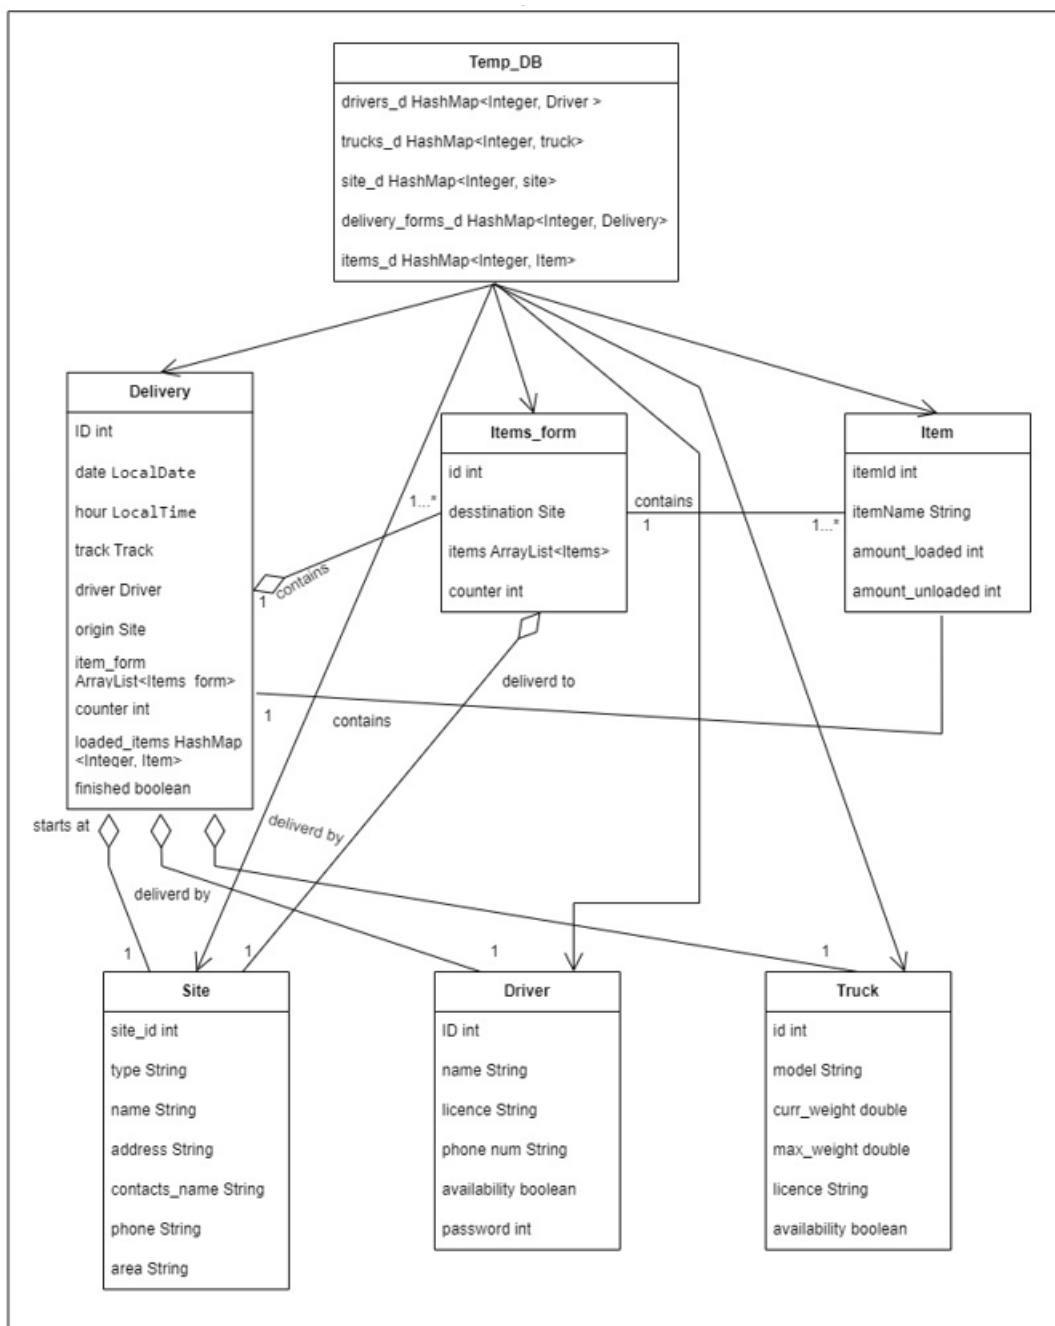 Temp_DB
drivers_d HashMap<Integer, Driver >
trucks_d HashMap<Integer, truck>
site_d HashMap<Integer, site>
delivery_forms_d HashMap<Integer, Delivery>
items_d HashMap<Integer, Item>
Delivery
ID int
date LocalDate
hour LocalTime
track Track
driver Driver
origin Site
item_form
ArrayList<Items_form>
counter int
loaded_items HashMap
<Integer, Item>
finished boolean
Items_form
id int
desstination Site
items ArrayList<Items>
counter int
Item
itemId int
itemName String
amount_loaded int
amount_unloaded int
1...*
contains
1
contains
1
1...*
deliverd to
1
contains
starts at
deliverd by
deliverd by
1
1
1
1
Site
site_id int
type String
name String
address String
contacts_name String
phone String
area String
Driver
ID int
name String
licence String
phone num String
availability boolean
password int
Truck
id int
model String
curr_weight double
max_weight double
licence String
availability boolean